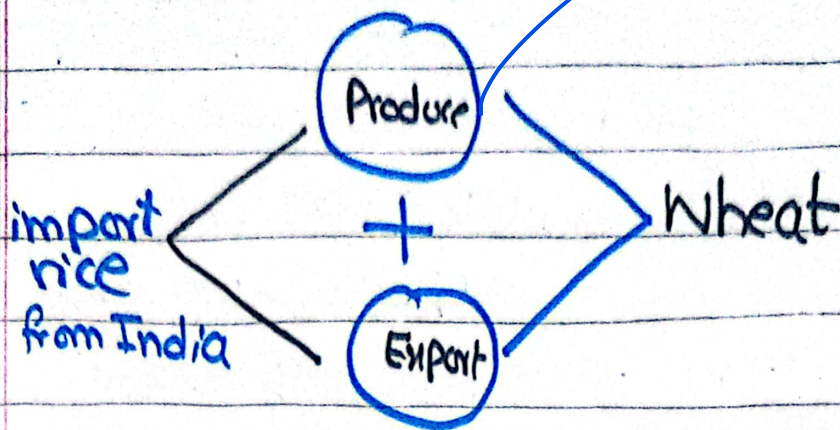 Produce
+
import
rice
from India
Wheat
Export